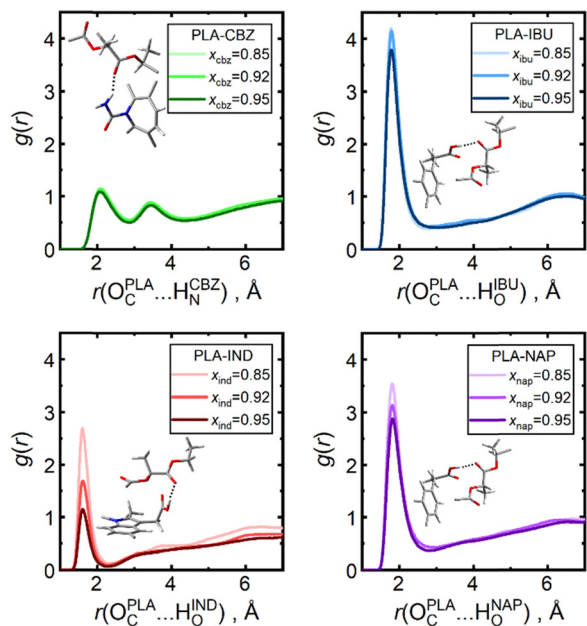 PLA-CBZ
x_cbz=0.85
x_cbz=0.92
x_cbz=0.95
g(r)
4
3
2
1
0
2 4 6
r(O_C^PLA...H_N^CBZ) , Å
PLA-IBU
x_ibu=0.85
x_ibu=0.92
x_ibu=0.95
g(r)
4
3
2
1
0
2 4 6
r(O_C^PLA...H_O^IBU) , Å
PLA-IND
x_ind=0.85
x_ind=0.92
x_ind=0.95
g(r)
4
3
2
1
0
2 4 6
r(O_C^PLA...H_O^IND) , Å
PLA-NAP
x_nap=0.85
x_nap=0.92
x_nap=0.95
g(r)
4
3
2
1
0
2 4 6
r(O_C^PLA...H_O^NAP) , Å